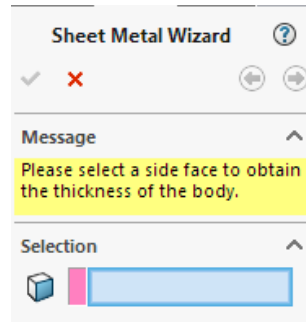 Sheet Metal Wizard ?
Message
Please select a side face to obtain
the thickness of the body.
Selection